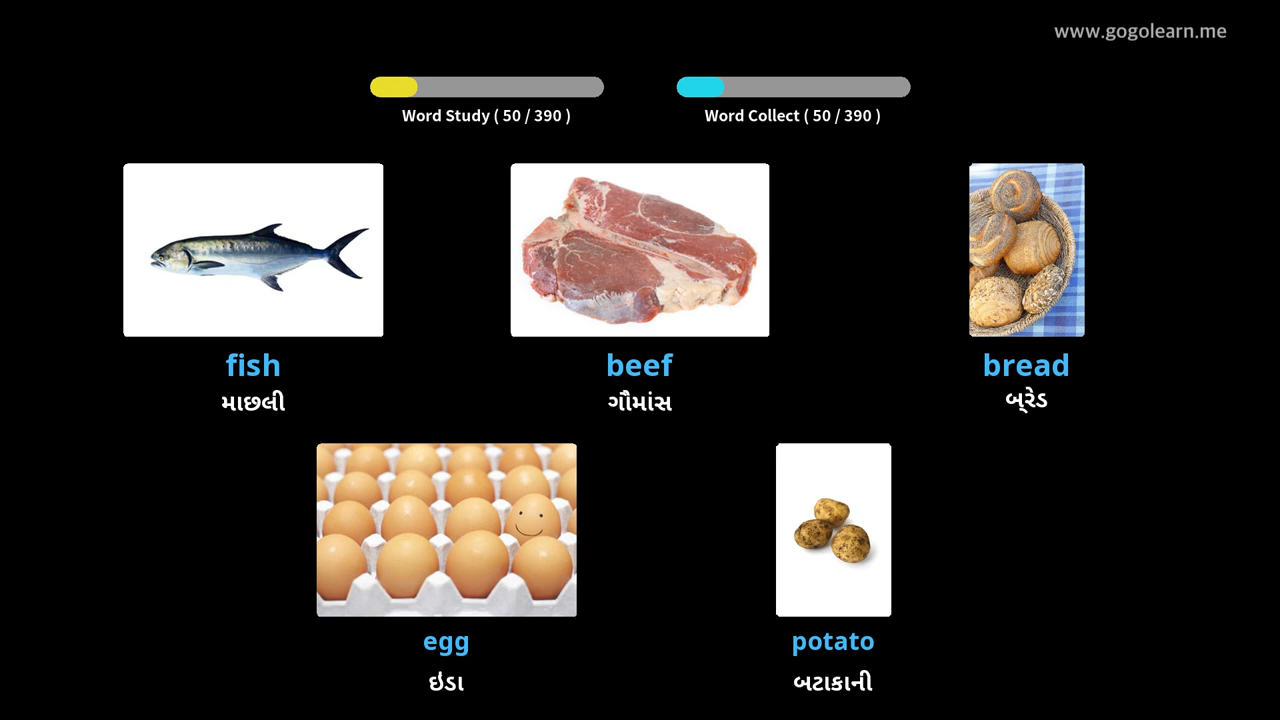 www.gogolearn.me
Word Study ( 50 / 390 )
Word Collect ( 50 / 390 )
fish
beef
bread
માછલી
ગૌમાંસ
બ્રેડ
egg
potato
ઇંડા
બટાકાની